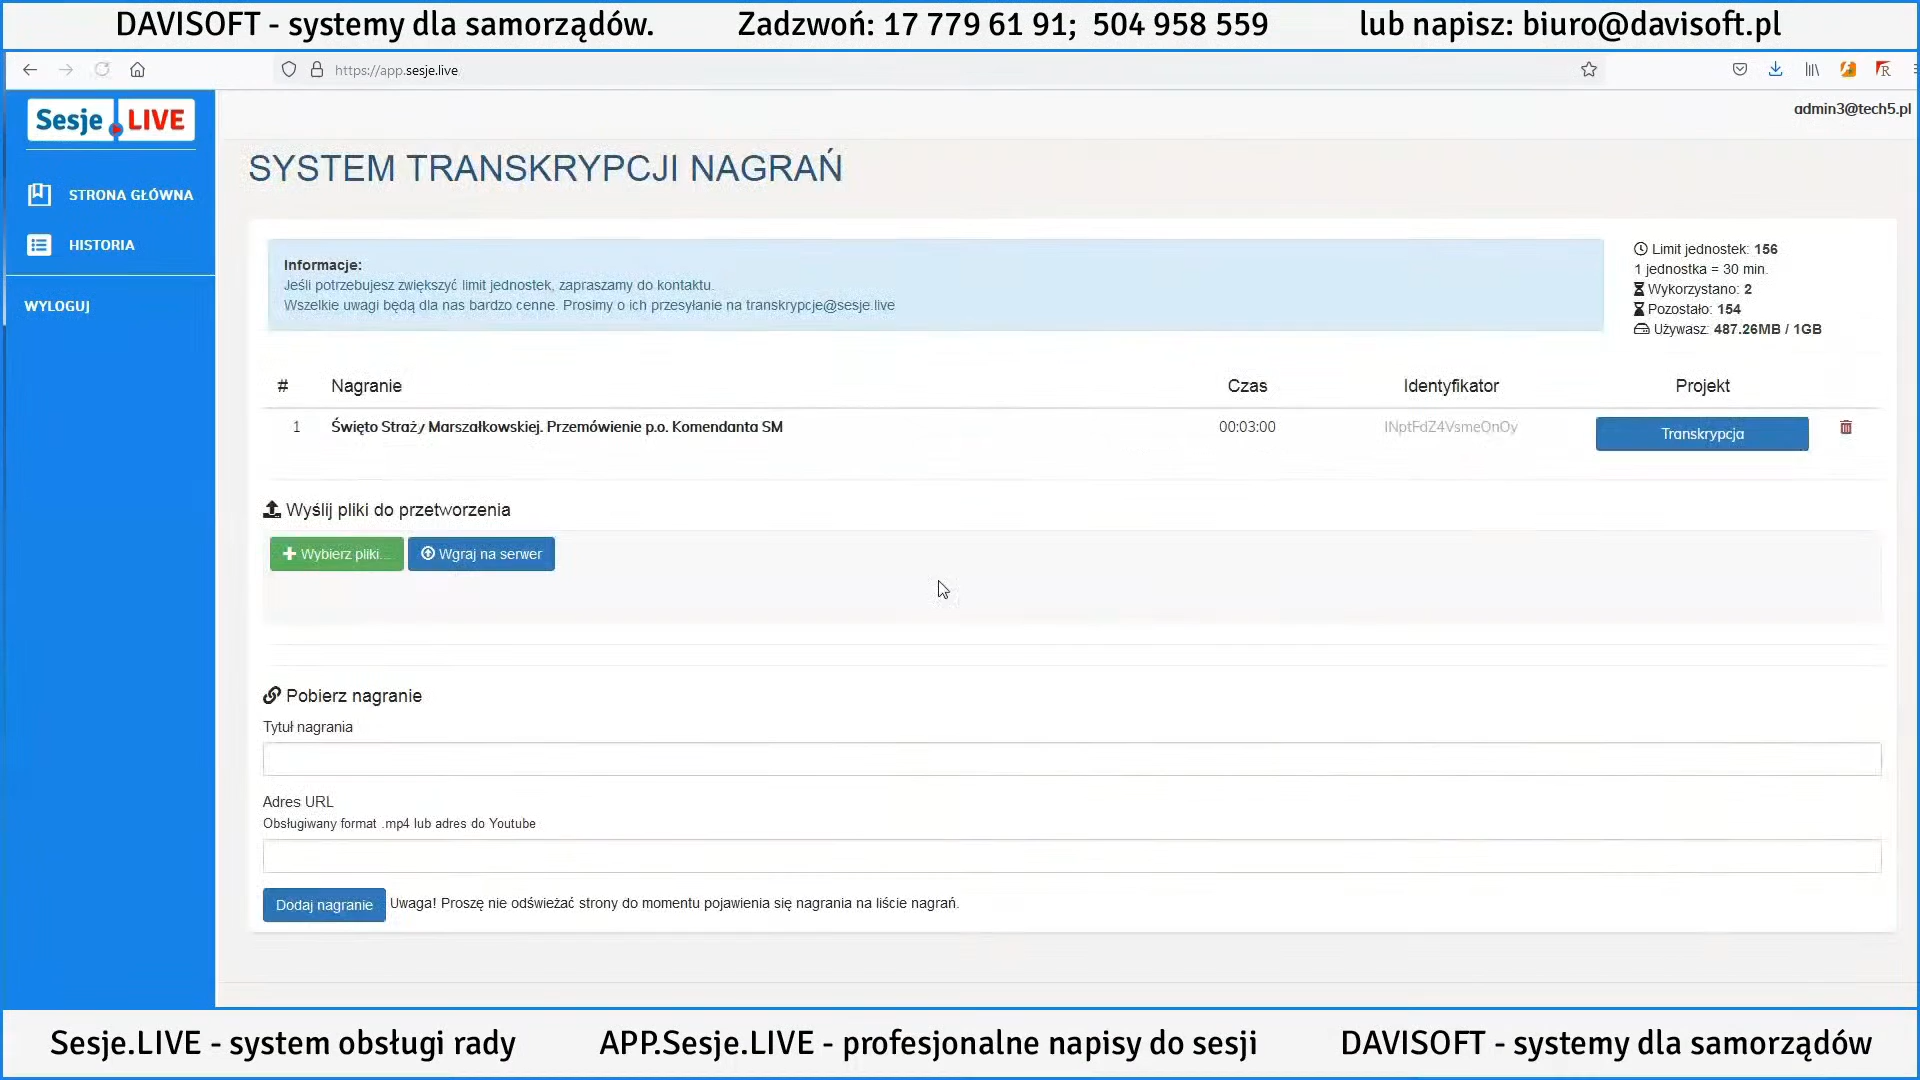 DAVISOFT - systemy dla samorządów. Zadzwoń: 17 779 61 91; 504 958 559 lub napisz: biuro@davisoft.pl
https://app.sesje.live
Sesje LIVE
admin3@tech5.pl
SYSTEM TRANSKRYPCJI NAGRAŃ
STRONA GŁÓWNA
HISTORIA
WYLOGUJ
Informacje:
Jeśli potrzebujesz zwiększyć limit jednostek, zapraszamy do kontaktu.
Wszelkie uwagi będą dla nas bardzo cenne. Prosimy o ich przesyłanie na transkrypcje@sesje.live
Limit jednostek: 156
1 jednostka = 30 min.
Wykorzystano: 2
Pozostało: 154
Używasz: 487.26MB / 1GB
# Nagranie Czas Identyfikator Projekt
1 Święto Straży Marszałkowskiej. Przemówienie p.o. Komendanta SM 00:03:00 INptFdZ4VsmeQnOy Transkrypcja
Wyślij pliki do przetworzenia
Wybierz pliki... Wgraj na serwer
Pobierz nagranie
Tytuł nagrania
Adres URL
Obsługiwany format .mp4 lub adres do Youtube
Dodaj nagranie Uwaga! Proszę nie odświeżać strony do momentu pojawienia się nagrania na liście nagrań.
Sesje.LIVE - system obsługi rady APP.Sesje.LIVE - profesjonalne napisy do sesji DAVISOFT - systemy dla samorządów